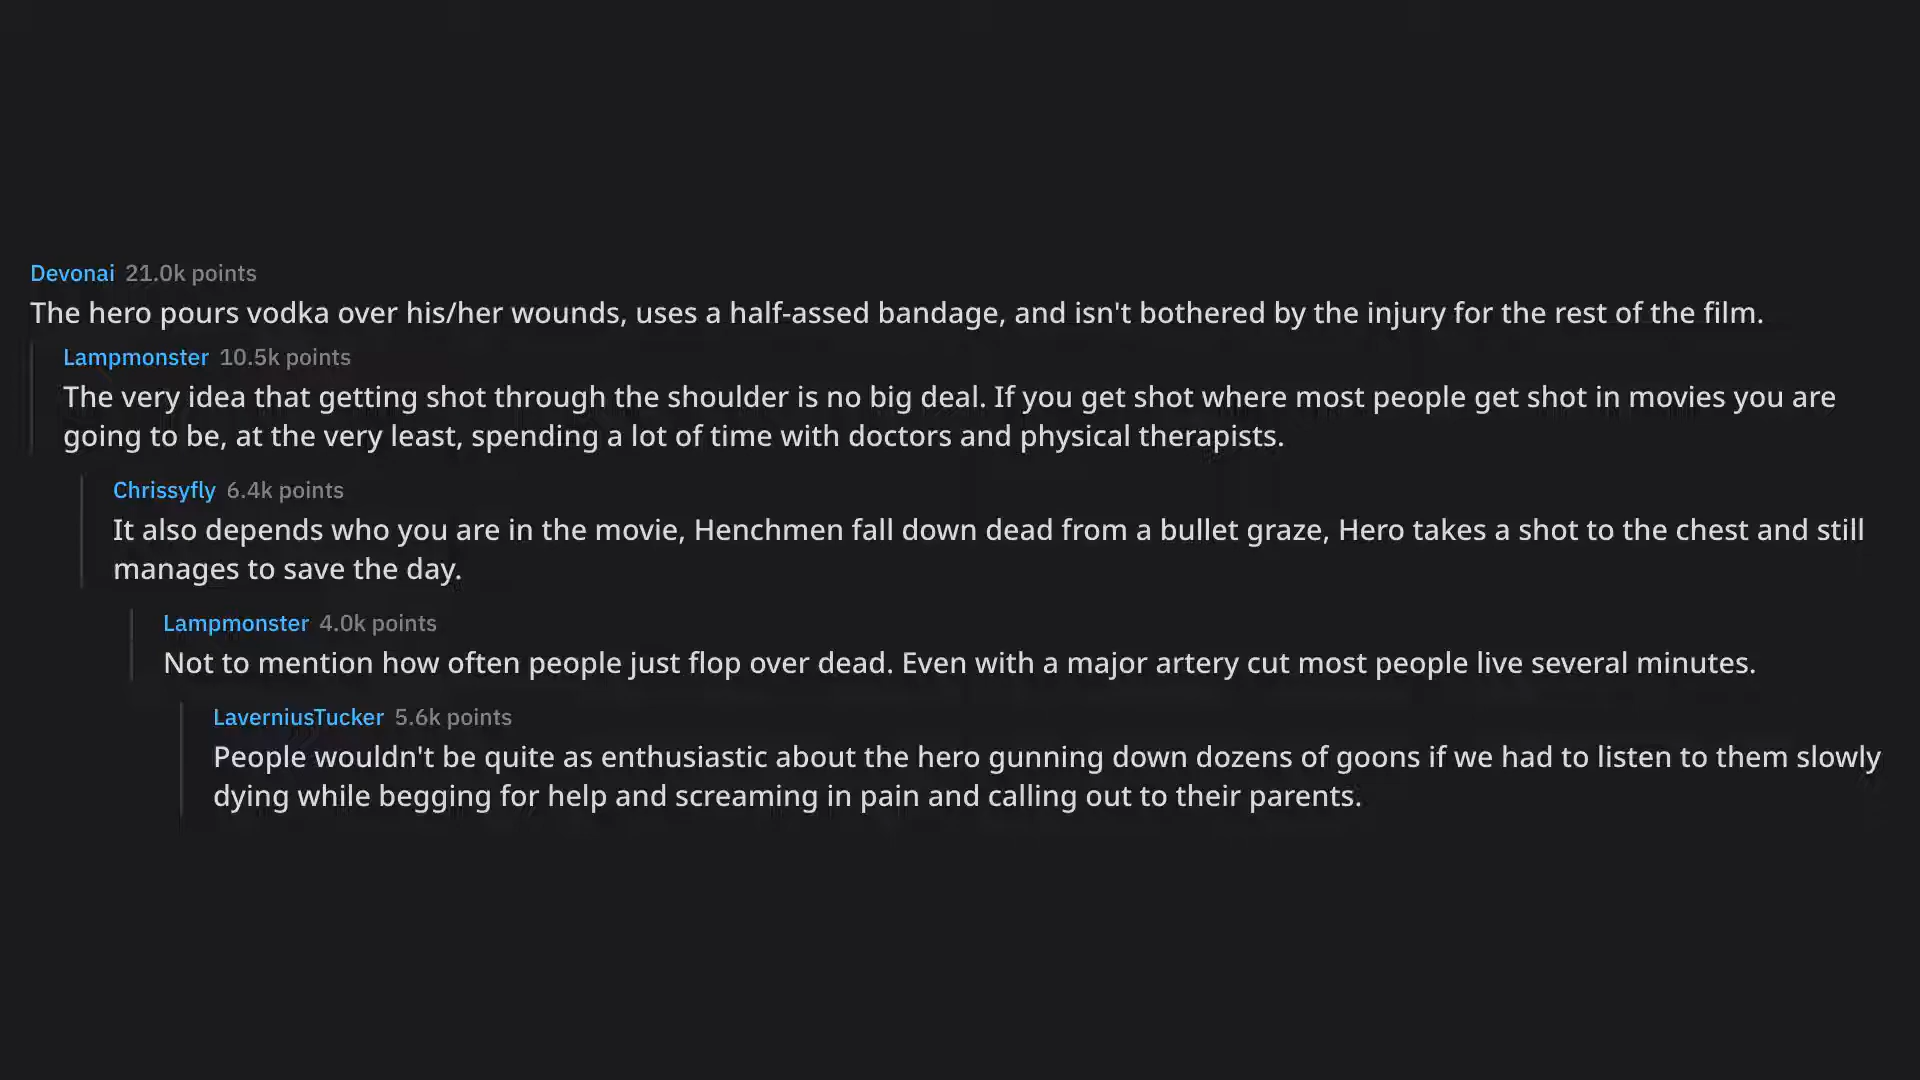 Devonai 21.0k points
The hero pours vodka over his/her wounds, uses a half-assed bandage, and isn't bothered by the injury for the rest of the film.
Lampmonster 10.5k points
The very idea that getting shot through the shoulder is no big deal. If you get shot where most people get shot in movies you are
going to be, at the very least, spending a lot of time with doctors and physical therapists.
Chrissyfly 6.4k points
It also depends who you are in the movie, Henchmen fall down dead from a bullet graze, Hero takes a shot to the chest and still
manages to save the day.
Lampmonster 4.0k points
Not to mention how often people just flop over dead. Even with a major artery cut most people live several minutes.
LaverniusTucker 5.6k points
People wouldn't be quite as enthusiastic about the hero gunning down dozens of goons if we had to listen to them slowly
dying while begging for help and screaming in pain and calling out to their parents.